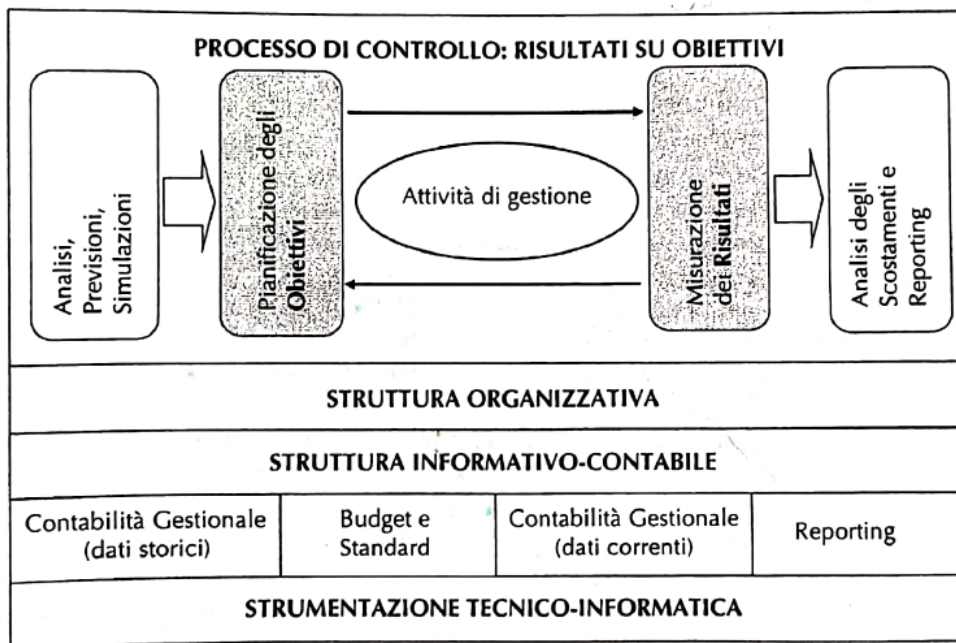 PROCESSO DI CONTROLLO: RISULTATI SU OBIETTIVI
Analisi,
Previsioni,
Simulazioni
Pianificazione degli
Obiettivi
Attività di gestione
Misurazione
dei Risultati
Analisi degli
Scostamenti e
Reporting
STRUTTURA ORGANIZZATIVA
STRUTTURA INFORMATIVO-CONTABILE
Contabilità Gestionale
(dati storici)
Budget e
Standard
Contabilità Gestionale
(dati correnti)
Reporting
STRUMENTAZIONE TECNICO-INFORMATICA